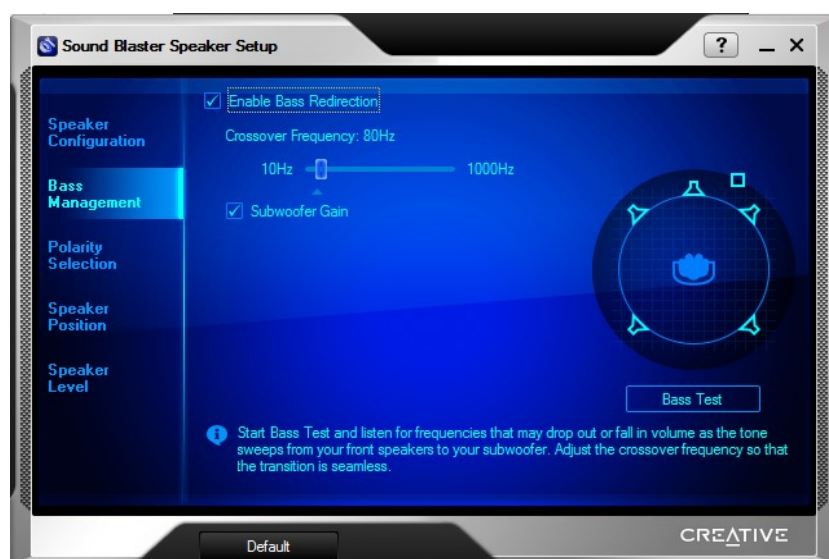 Sound Blaster Speaker Setup
?
Speaker
Configuration
Bass
Management
Polarity
Selection
Speaker
Position
Speaker
Level
Enable Bass Redirection
Crossover Frequency: 80Hz
10Hz 1000Hz
Subwoofer Gain
Bass Test
Start Bass Test and listen for frequencies that may drop out or fall in volume as the tone
sweeps from your front speakers to your subwoofer. Adjust the crossover frequency so that
the transition is seamless.
Default
CREATIVE